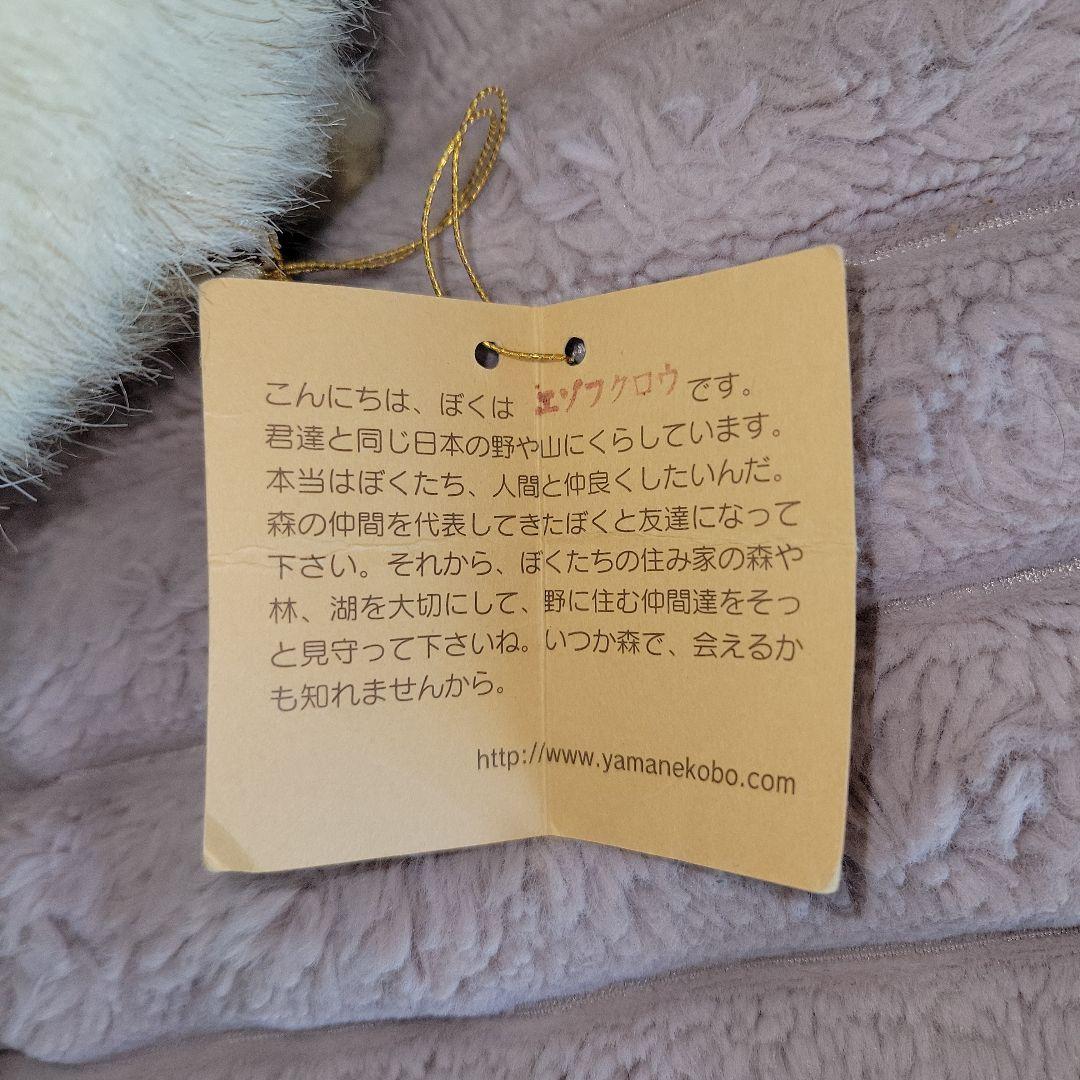 こんにちは、ぼくは エゾフクロウ です。
君達と同じ日本の野や山にくらしています。
本当はぼくたち、人間と仲良くしたいんだ。
森の仲間を代表してきたぼくと友達になって
下さい。それから、ぼくたちの住み家の森や
林、湖を大切にして、野に住む仲間達をそっ
と見守って下さいね。いつか森で、会えるか
も知れませんから。
http://www.yamanekobo.com